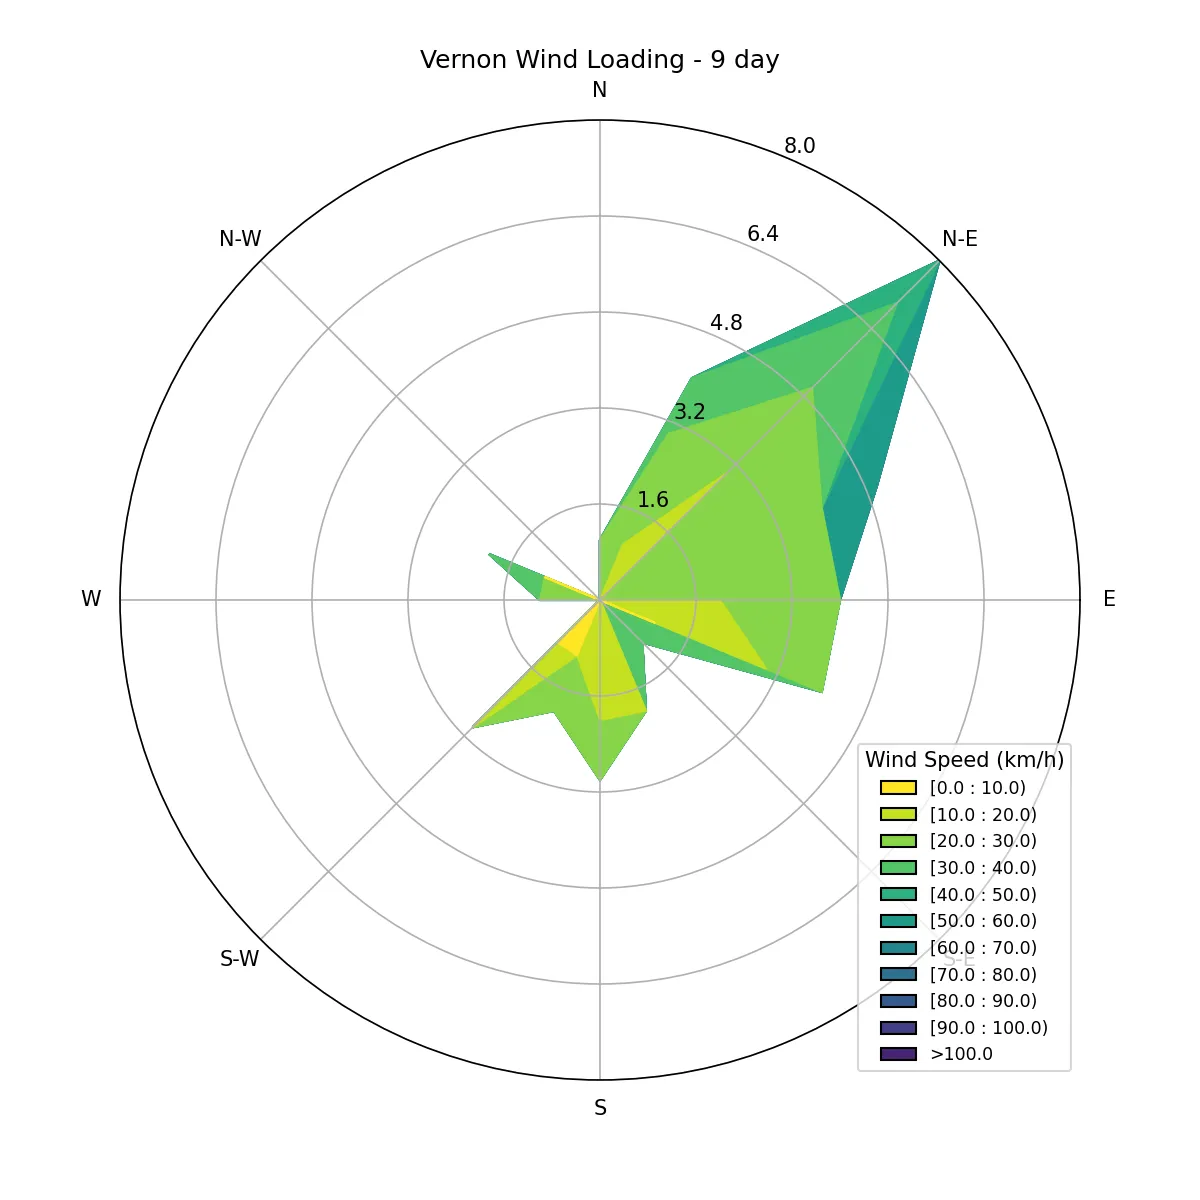 Vernon Wind Loading - 9 day
N
8.0
N-W
6.4
N-E
4.8
3.2
1.6
W
E
Wind Speed (km/h)
[0.0 : 10.0)
[10.0 : 20.0)
[20.0 : 30.0)
[30.0 : 40.0)
[40.0 : 50.0)
[50.0 : 60.0)
[60.0 : 70.0)
[70.0 : 80.0)
[80.0 : 90.0)
[90.0 : 100.0)
>100.0
S-W
S-E
S